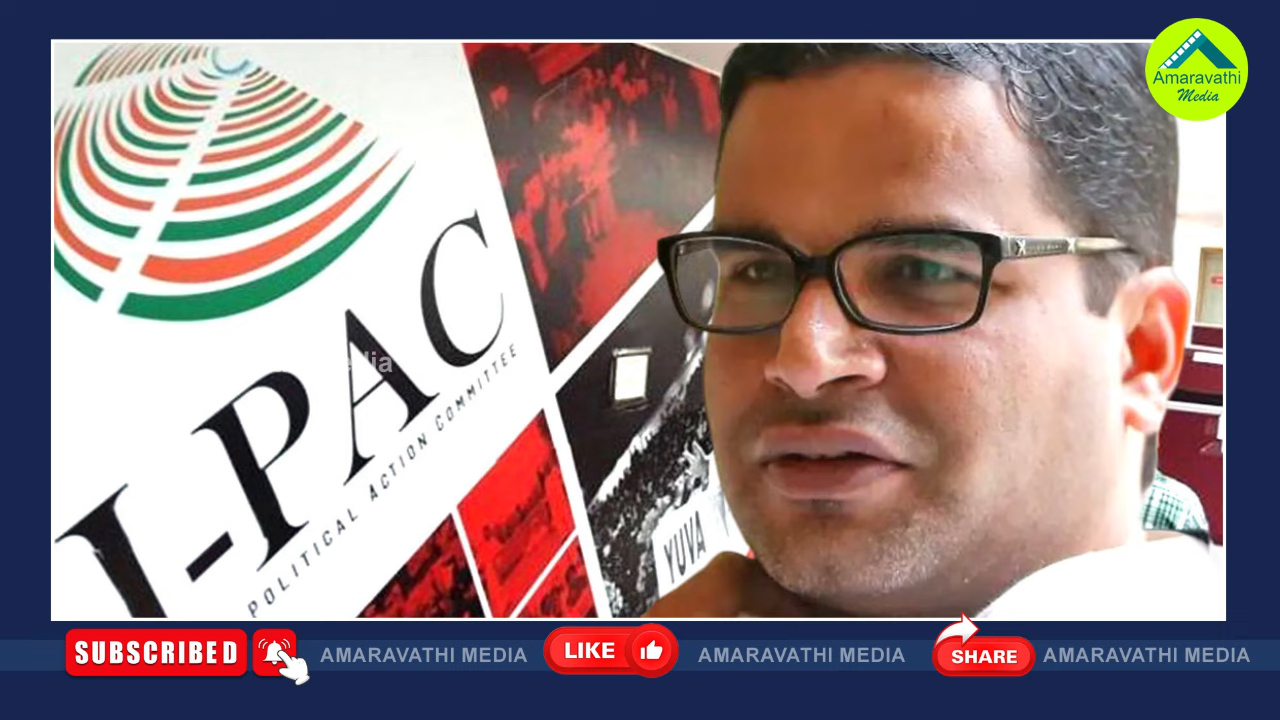 Amaravathi
Media
I-PAC
POLITICAL ACTION COMMITTEE
YUVA
SUBSCRIBED
AMARAVATHI MEDIA
LIKE
AMARAVATHI MEDIA
SHARE
AMARAVATHI MEDIA